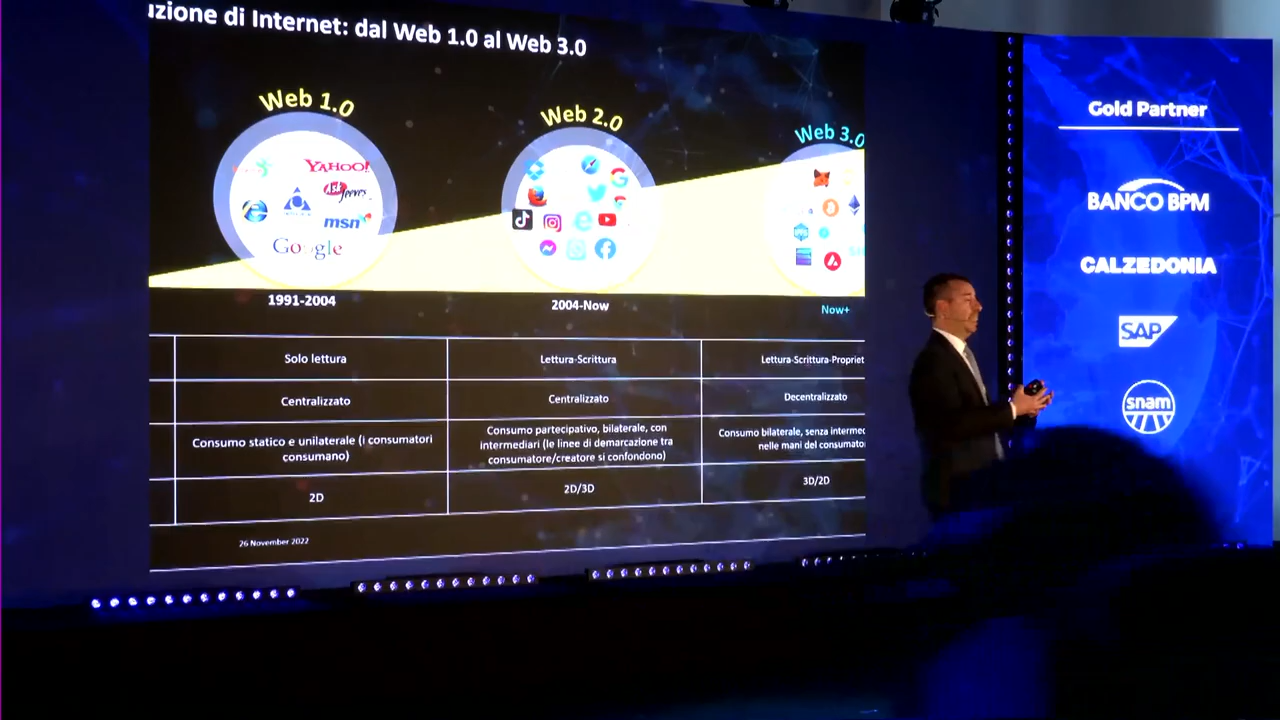 uzione di Internet: dal Web 1.0 al Web 3.0
Web 1.0
Web 2.0
Web 3.0
YAHOO!
Ask Jeeves
msn
Google
1991-2004
2004-Now
Now+
Solo lettura
Lettura-Scrittura
Lettura-Scrittura-Propriet
Centralizzato
Centralizzato
Decentralizzato
Consumo statico e unilaterale (i consumatori
consumano)
Consumo partecipativo, bilaterale, con
intermediari (le linee di demarcazione tra
consumatore/creatore si confondono)
Consumo bilaterale, senza intermed
nelle mani del consumato
2D
2D/3D
3D/2D
26 November 2022
Gold Partner
BANCO BPM
CALZEDONIA
SAP
snam